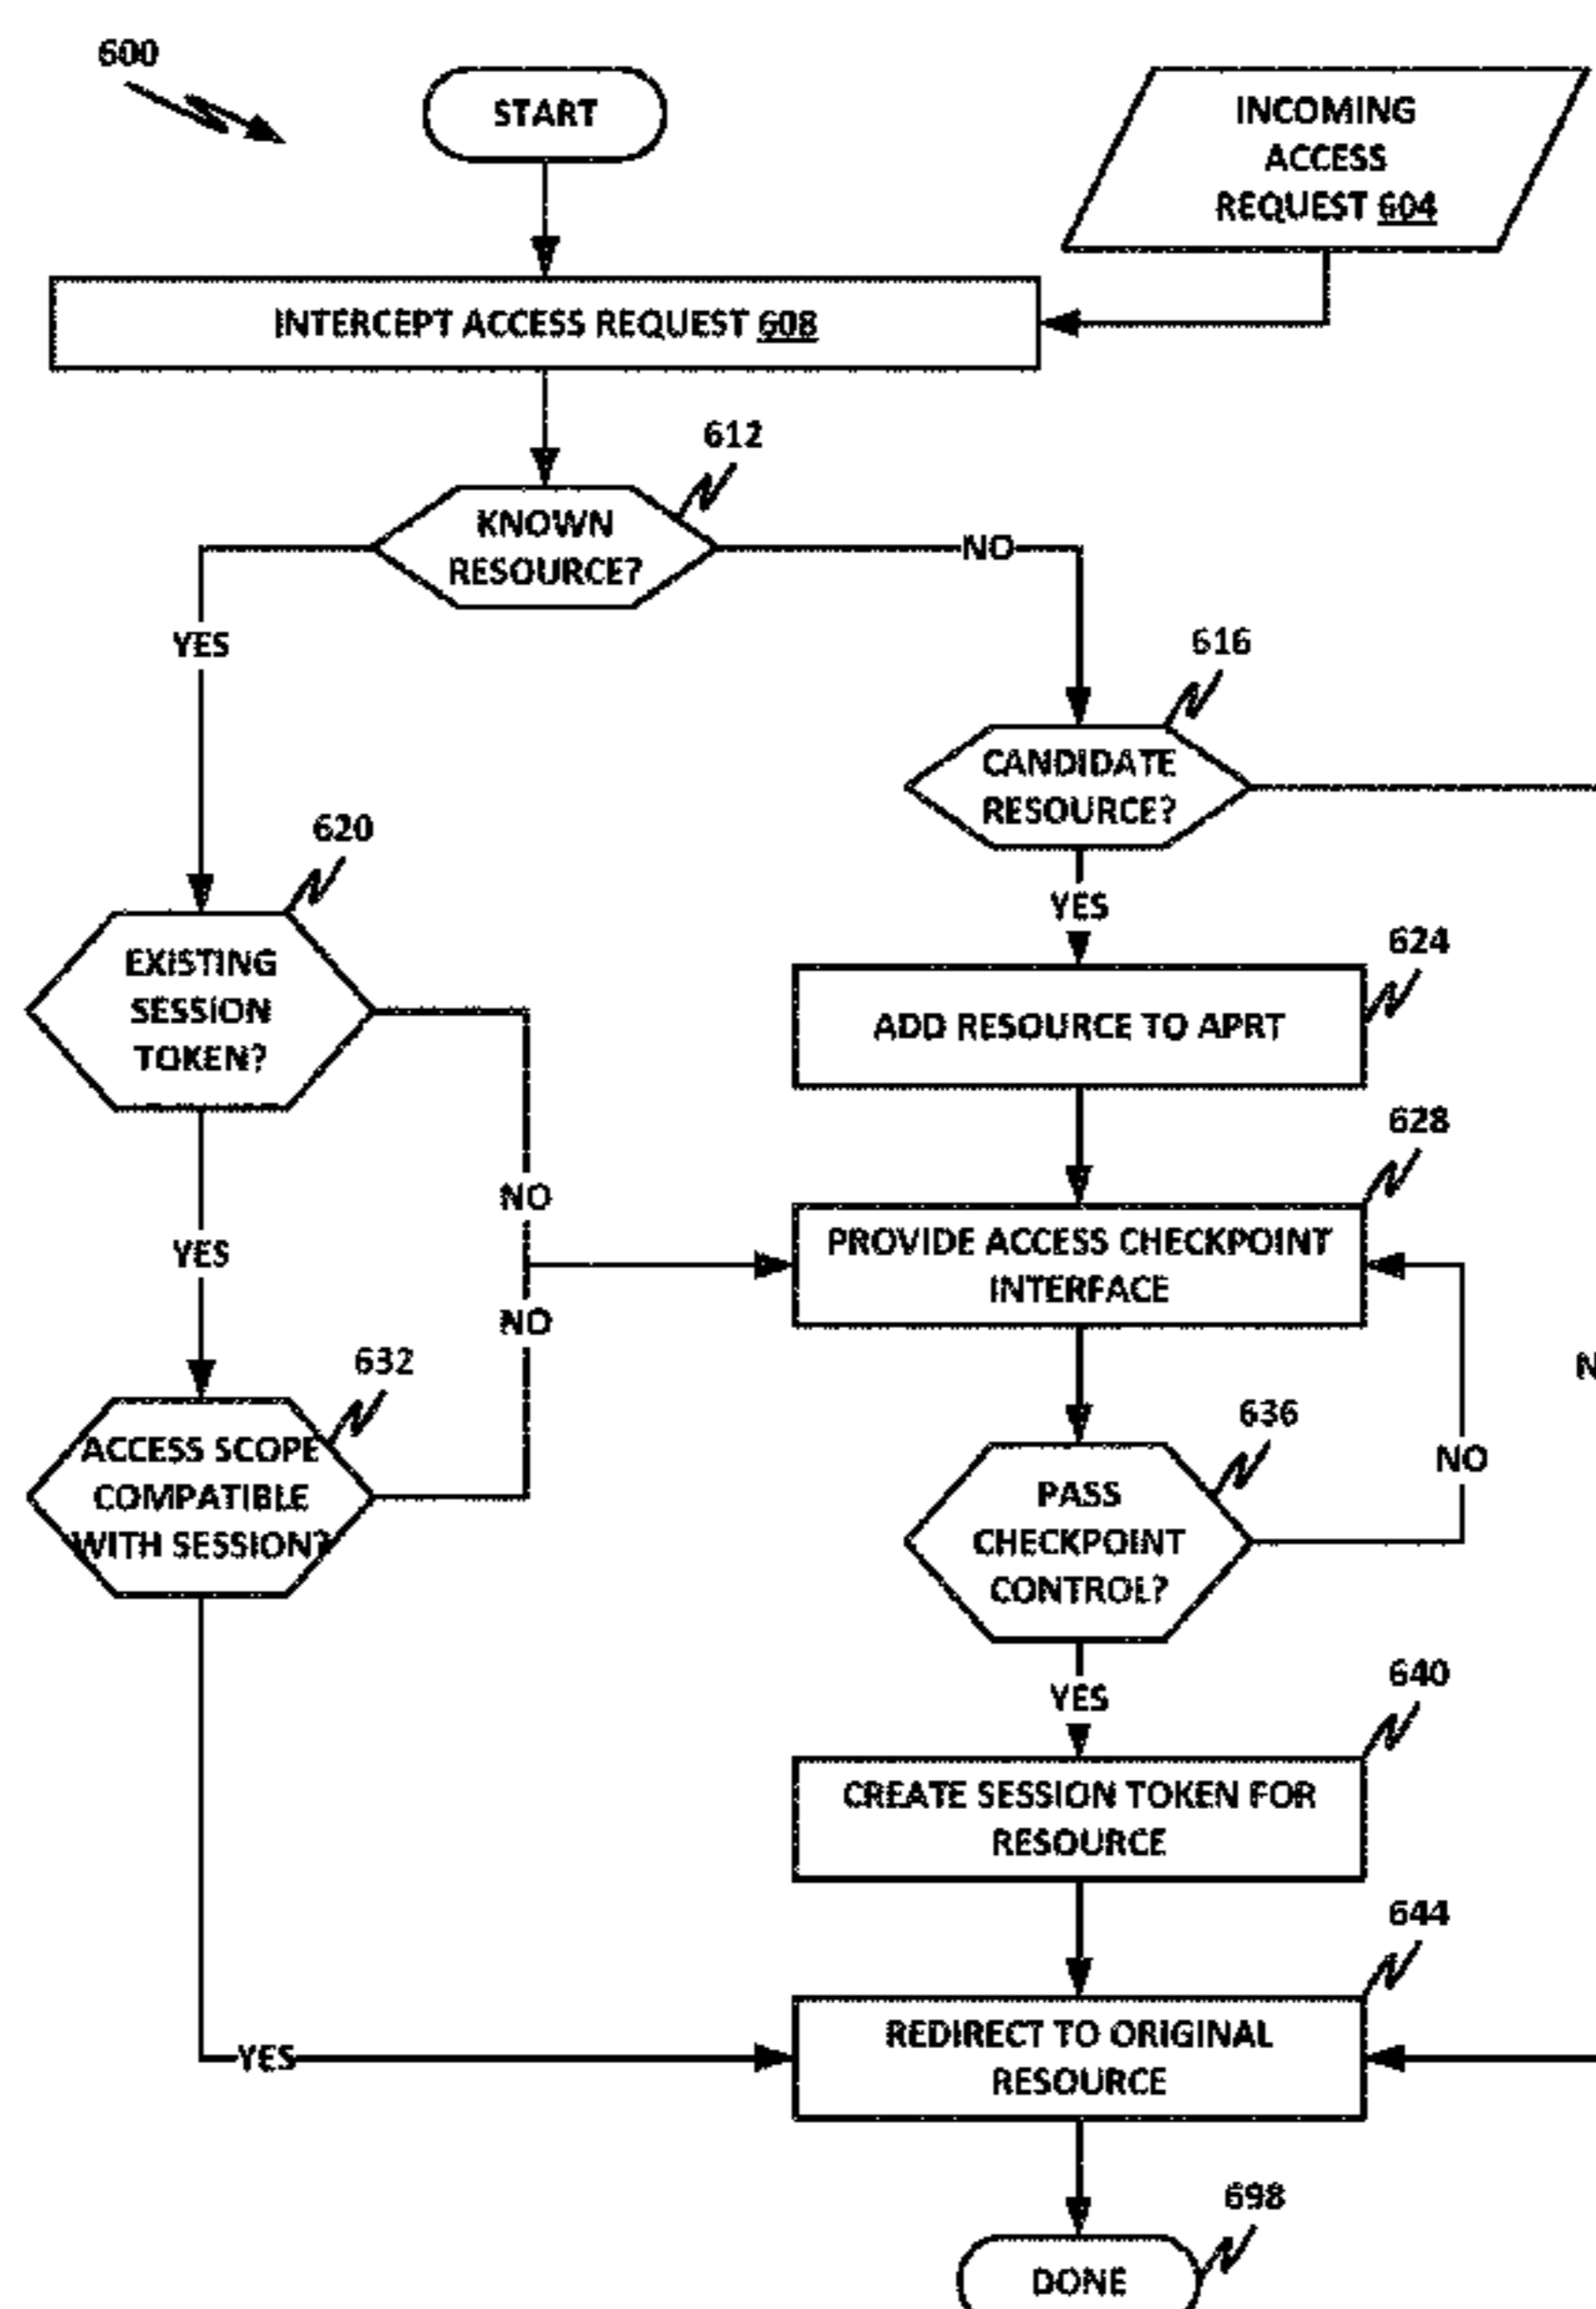 600
START
INCOMING
ACCESS
REQUEST 604
INTERCEPT ACCESS REQUEST 608
612
KNOWN
RESOURCE?
NO
YES
616
CANDIDATE
RESOURCE?
620
YES
EXISTING
SESSION
TOKEN?
624
ADD RESOURCE TO APRT
628
NO
YES
PROVIDE ACCESS CHECKPOINT
INTERFACE
NO
632
N
636
ACCESS SCOPE
COMPATIBLE
WITH SESSION?
NO
PASS
CHECKPOINT
CONTROL?
640
YES
CREATE SESSION TOKEN FOR
RESOURCE
644
REDIRECT TO ORIGINAL
RESOURCE
YES
698
DONE